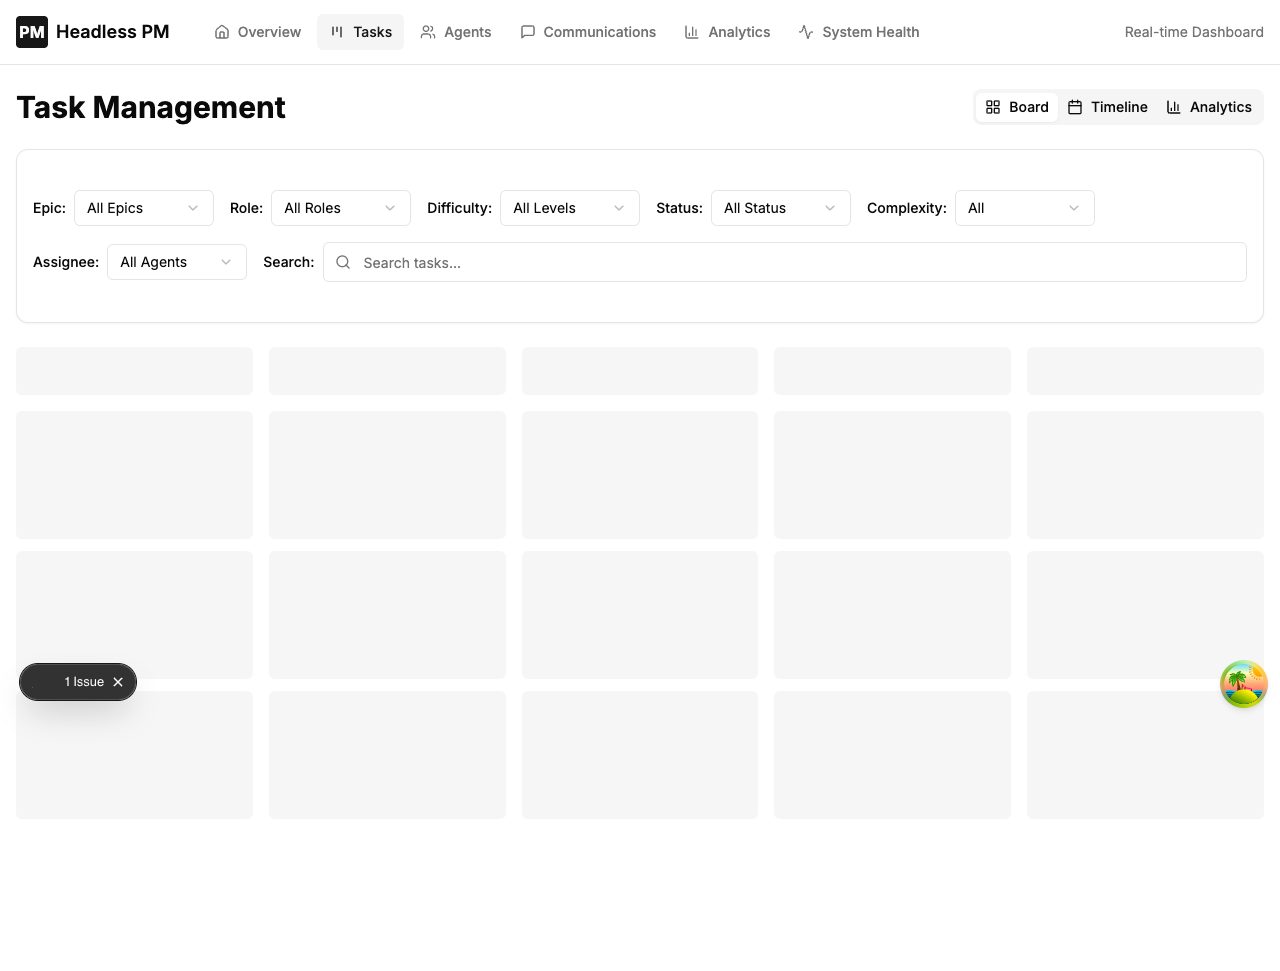 PM Headless PM Overview Tasks Agents Communications Analytics System Health Real-time Dashboard
Task Management Board Timeline Analytics
Epic: All Epics Role: All Roles Difficulty: All Levels Status: All Status Complexity: All
Assignee: All Agents Search: Search tasks...
1 Issue